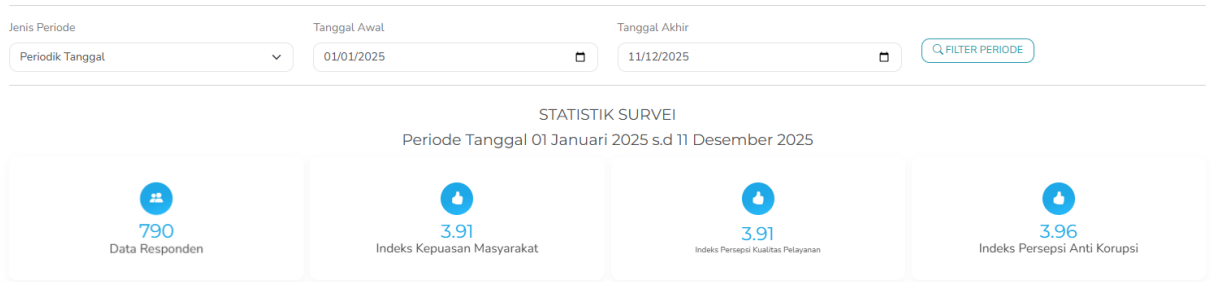 Jenis Periode
Tanggal Awal
Tanggal Akhir
Periodik Tanggal
01/01/2025
11/12/2025
FILTER PERIODE
STATISTIK SURVEI
Periode Tanggal 01 Januari 2025 s.d 11 Desember 2025
790
Data Responden
3.91
Indeks Kepuasan Masyarakat
3.91
Indeks Persepsi Kualitas Pelayanan
3.96
Indeks Persepsi Anti Korupsi